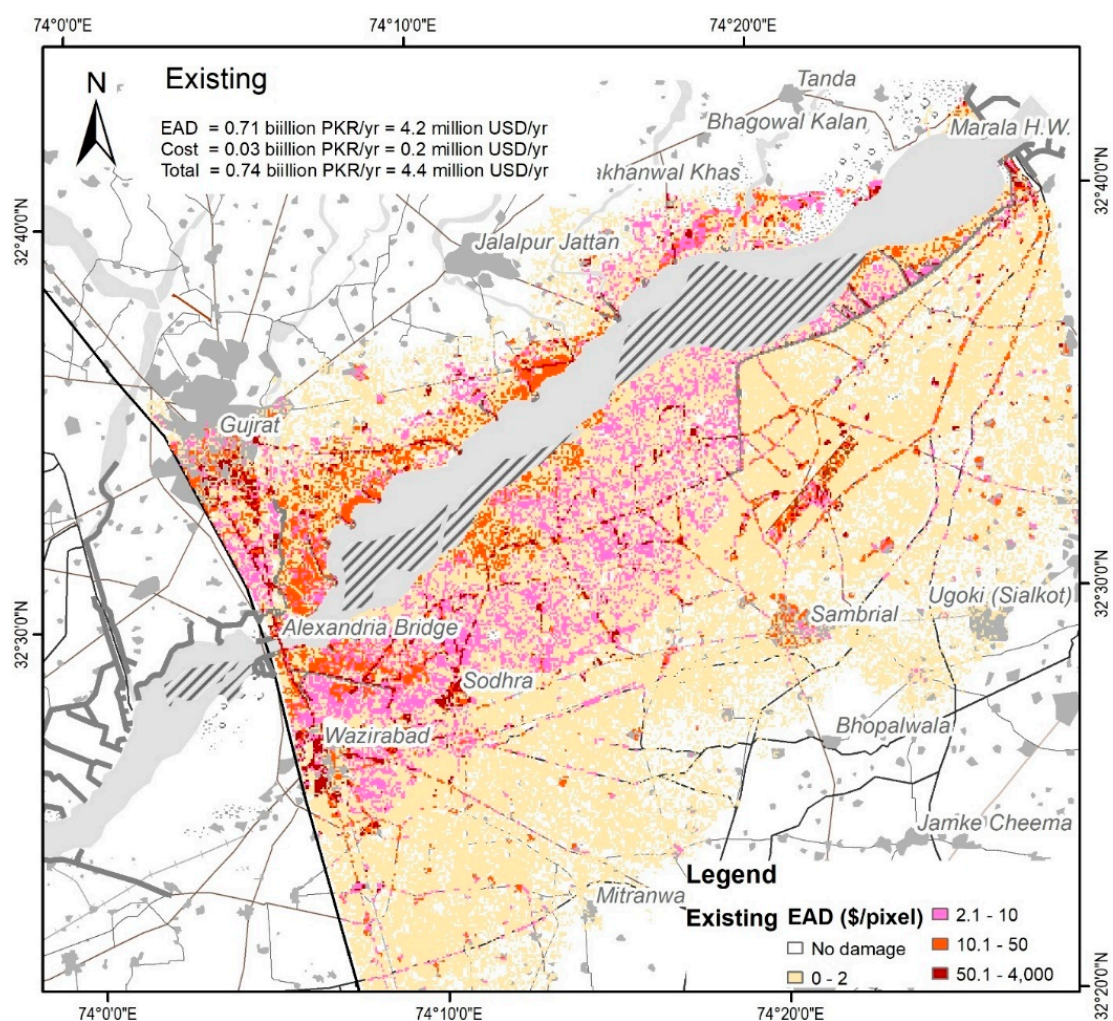 74°0'0"E 74°10'0"E 74°20'0"E
N
Existing
EAD = 0.71 biillion PKR/yr = 4.2 million USD/yr
Cost = 0.03 biillion PKR/yr = 0.2 million USD/yr
Total = 0.74 biillion PKR/yr = 4.4 million USD/yr
Tanda
Bhagowal Kalan
Marala H.W.
akhanwal Khas
32°40'0"N
32°40'0"N
Jalalpur Jattan
Gujrat
32°30'0"N
Ugoki (Sialkot)
Sambrial
32°30'0"N
Alexandria Bridge
Sodhra
Wazirabad
Bhopalwala
Jamke Cheema
Mitranwa
Legend
Existing EAD ($/pixel)
No damage
0 - 2
2.1 - 10
10.1 - 50
50.1 - 4,000
32°20'0"N
74°0'0"E 74°10'0"E 74°20'0"E